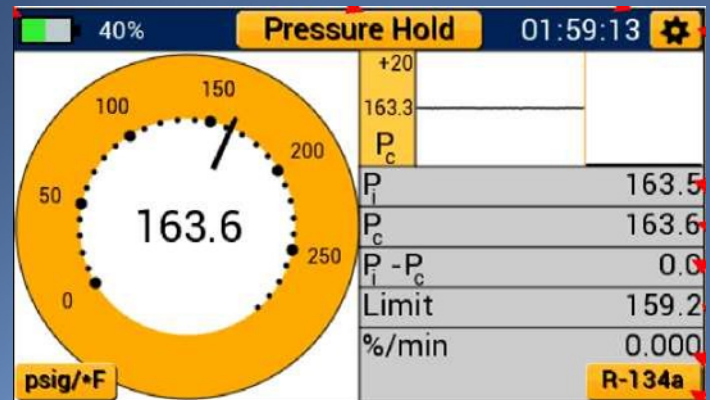 40%
Pressure Hold
01:59:13
0
50
100
150
200
250
163.6
psig/°F
+20
163.3
Pc
Pi 163.5
Pc 163.6
Pi -Pc 0.0
Limit 159.2
%/min 0.000
R-134a